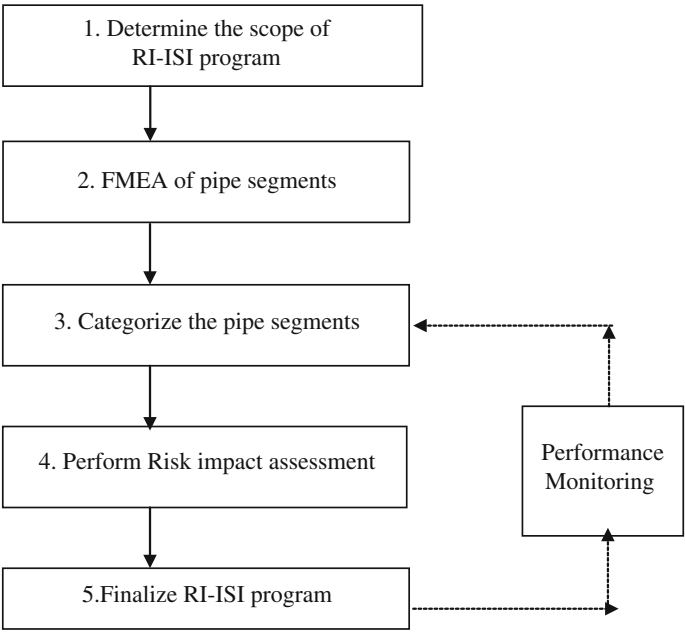 1. Determine the scope of
RI-ISI program
2. FMEA of pipe segments
3. Categorize the pipe segments
4. Perform Risk impact assessment
Performance
Monitoring
5.Finalize RI-ISI program